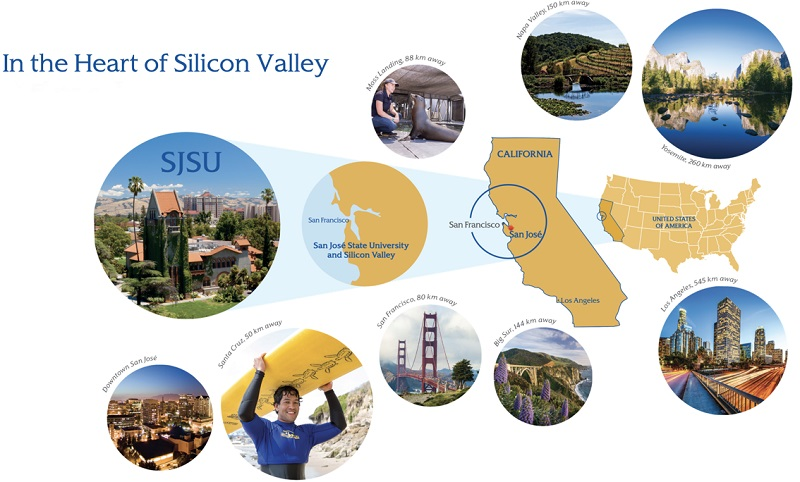 In the Heart of Silicon Valley
Moss Landing, 88 km away
Napa Valley, 150 km away
Yosemite, 260 km away
SJSU
San Francisco
San José State University
and Silicon Valley
CALIFORNIA
San Francisco
San José
Los Angeles
UNITED STATES
OF AMERICA
Downtown San José
Santa Cruz, 50 km away
San Francisco, 80 km away
Big Sur, 144 km away
Los Angeles, 545 km away